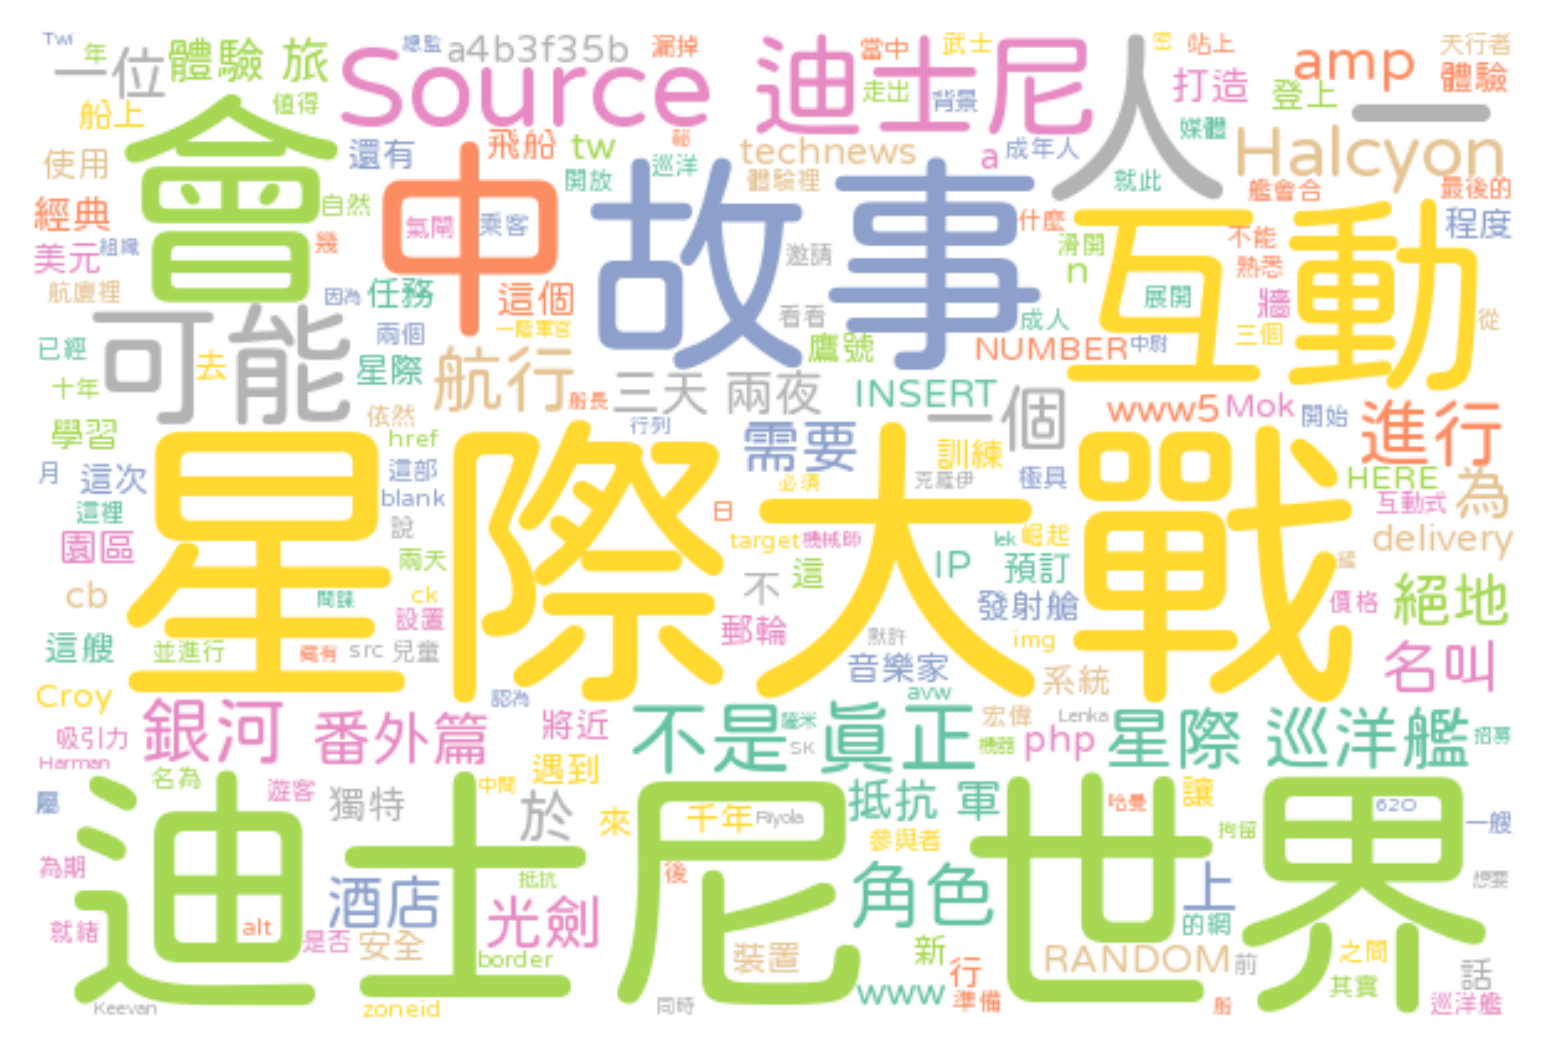 Twi 年 一位 體驗 旅 總監 a4b3f35b 漏掉 當中 武士 密 站上 amp 天行者
船上 值得 Source 迪士尼 走出 背景 人 打造 登上 一 體驗
使用 會 還有 飛船 tw 巡洋 technews a 成年人 媒體 Halcyon
開放 體驗裡 就此 艦會合 最後的
經典 自然 中 氣閘 乘客 故事 什麼 互動 程度
美元 組織 幾 邀請 滑開 不能 熟悉
航廈裡 因為 任務 這個 n 展開 牆
可能 兩個 一階軍官 看看 成人 三個 從
已經 去 星際 航行 鷹號 NUMBER 中尉
十年 依然 船長 三天 兩夜 INSERT 一個 www5 Mok 開始 進行
學習 href 行列 需要 訓練 HERE 為
月 這次 這部 必須 克羅伊 極具
這裡 blank 日 互動式
園區 星際大戰 說 target 機械師 lek 崛起 delivery
cb 兩天 間諜 ck 不 這 IP 預訂 絕地
設置 郵輪 發射艙 價格
這艘 並進行 藏有 src 兒童 默許 img 名叫
Croy 認為 音樂家 avw 系統
吸引力 銀河 番外篇 將近 不是 薩米 真正 宏偉 Lenka 星際 巡洋艦 招募
Harman SK 機器 php
名為 遊客 中間 遇到 讓
屬 獨特 於 來 千年 Riyola 抵抗 軍 哈曼 620 一艘
為期 迪士尼世界 參與者 拘留 想要
酒店 抵抗 後 角色 上
就緒 alt 是否 安全 光劍 新 的網
border 裝置 行 RANDOM 前 之間 話
Keevan zoneid 同時 www 準備 船 其實 巡洋艦